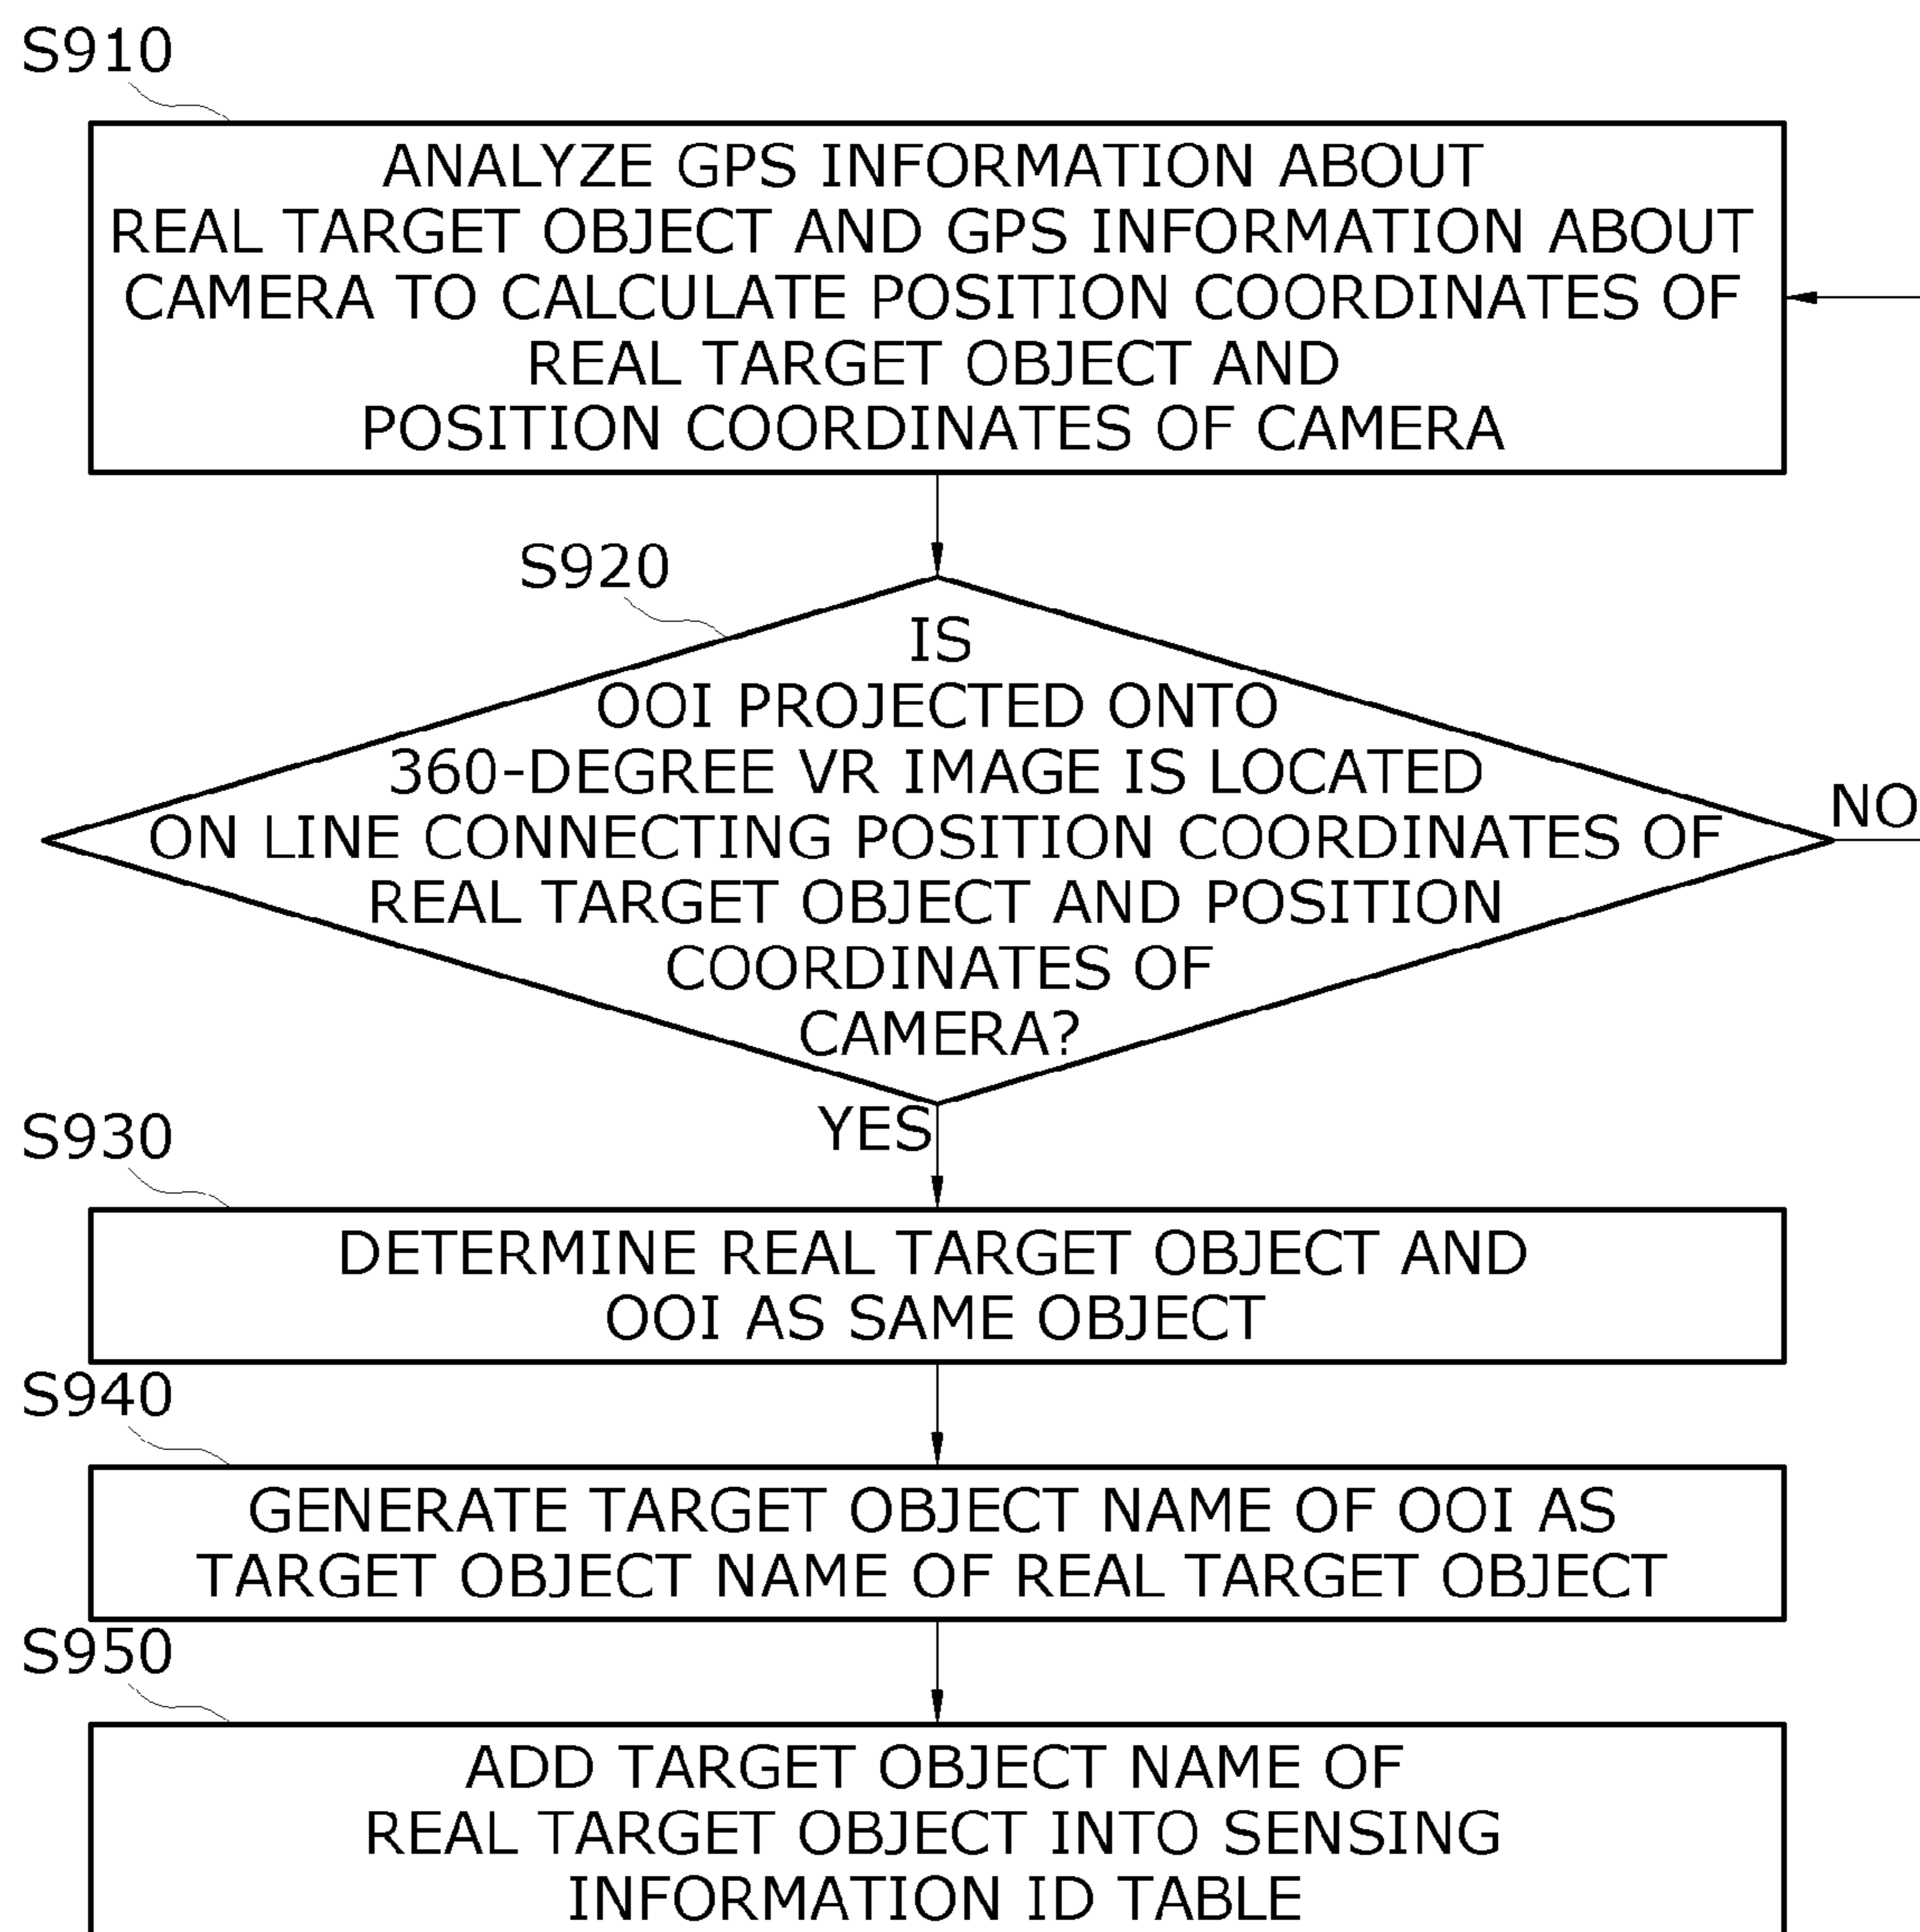 S910
ANALYZE GPS INFORMATION ABOUT
REAL TARGET OBJECT AND GPS INFORMATION ABOUT
CAMERA TO CALCULATE POSITION COORDINATES OF
REAL TARGET OBJECT AND
POSITION COORDINATES OF CAMERA
S920
IS
OOI PROJECTED ONTO
360-DEGREE VR IMAGE IS LOCATED
ON LINE CONNECTING POSITION COORDINATES OF
REAL TARGET OBJECT AND POSITION
COORDINATES OF
CAMERA?
NO
YES
S930
DETERMINE REAL TARGET OBJECT AND
OOI AS SAME OBJECT
S940
GENERATE TARGET OBJECT NAME OF OOI AS
TARGET OBJECT NAME OF REAL TARGET OBJECT
S950
ADD TARGET OBJECT NAME OF
REAL TARGET OBJECT INTO SENSING
INFORMATION ID TABLE